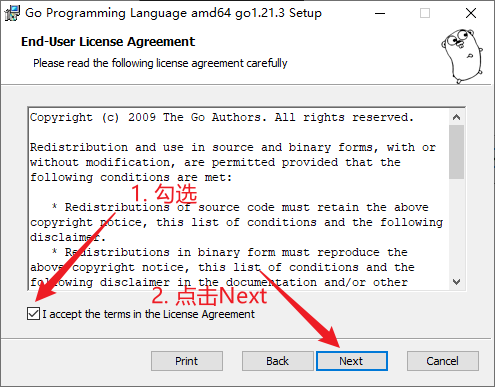 Go Programming Language amd64 go1.21.3 Setup
End-User License Agreement
Please read the following license agreement carefully
Copyright (c) 2009 The Go Authors. All rights reserved.
Redistribution and use in source and binary forms, with or
without modification, are permitted provided that the
following conditions are met:
1. 勾选
* Redistributions of source code must retain the above
copyright notice, this list of conditions and the following
disclaimer.
* Redistributions in binary form must reproduce the
above copyright notice, this list of conditions and the
following disclaimer in the documentation and/or other
2. 点击Next
I accept the terms in the License Agreement
Print
Back
Next
Cancel